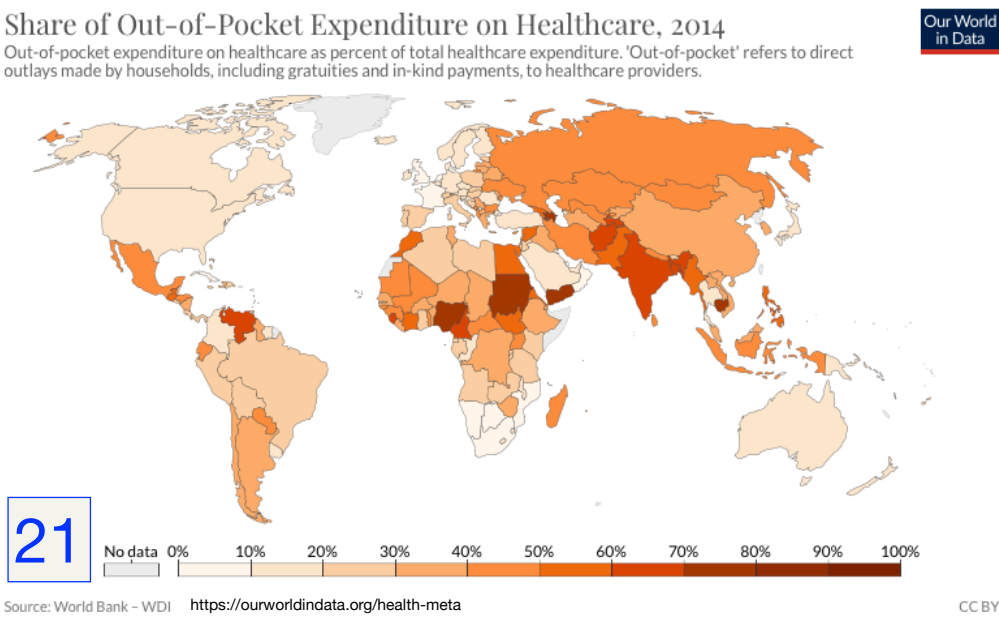 Share of Out-of-Pocket Expenditure on Healthcare, 2014
Out-of-pocket expenditure on healthcare as percent of total healthcare expenditure. 'Out-of-pocket' refers to direct
outlays made by households, including gratuities and in-kind payments, to healthcare providers.
Our World
in Data
21
No data 0% 10% 20% 30% 40% 50% 60% 70% 80% 90% 100%
Source: World Bank – WDI https://ourworldindata.org/health-meta CC BY